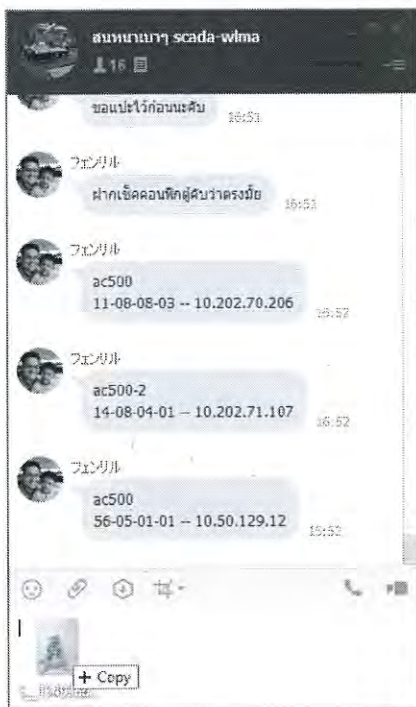 สนทนาเบาๆ scada-wlma
16
ขอแปะไว้ก่อนนะคับ
16:51
フェンリル
ฝากเช็คคอนฟิกตู้คับว่าตรงมั้ย
16:51
フェンリル
ac500
11-08-08-03 -- 10.202.70.206
16:52
フェンリル
ac500-2
14-08-04-01 -- 10.202.71.107
16:52
フェンリル
ac500
56-05-01-01 -- 10.50.129.12
+ Copy